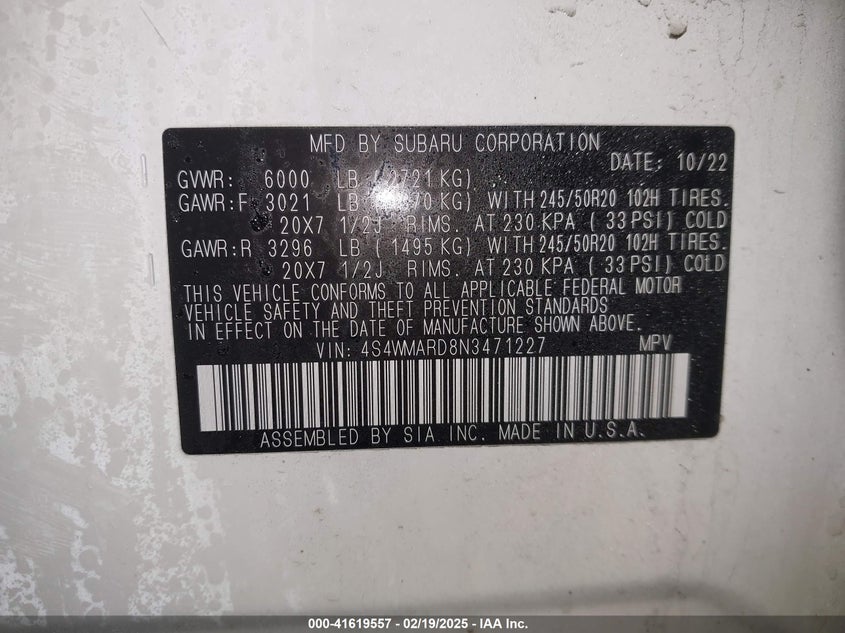 MFD BY SUBARU CORPORATION
DATE: 10/22
GVWR: 6000 LB ( 2721 KG)
GAWR:F 3021 LB 70 KG) WITH 245/50R20 102H TIRES.
20X7 1/2J RIMS. AT 230 KPA ( 33 PSI) COLD
GAWR:R 3296 LB ( 1495 KG) WITH 245/50R20 102H TIRES.
20X7 1/2J RIMS. AT 230 KPA ( 33 PSI) COLD
THIS VEHICLE CONFORMS TO ALL APPLICABLE FEDERAL MOTOR
VEHICLE SAFETY AND THEFT PREVENTION STANDARDS
IN EFFECT ON THE DATE OF MANUFACTURE SHOWN ABOVE.
VIN: 4S4WMARD8N3471227 MPV
ASSEMBLED BY SIA INC. MADE IN U.S.A.
000-41619557 - 02/19/2025 - IAA Inc.